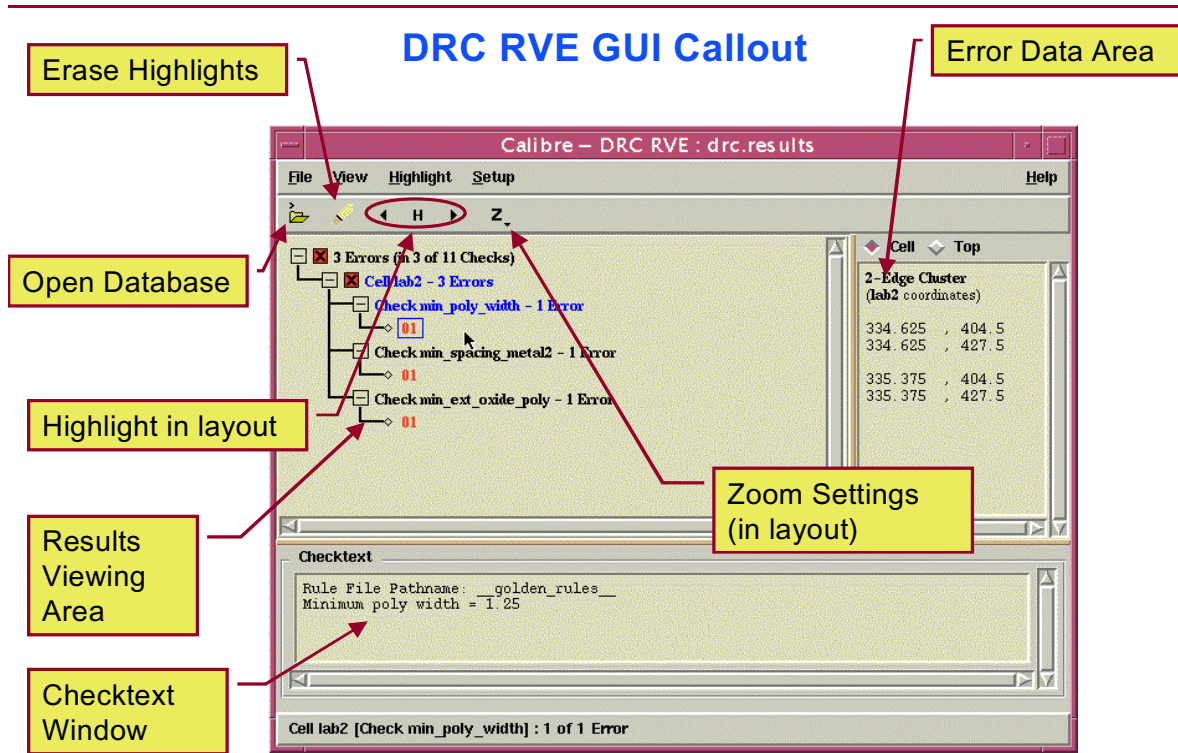 DRC RVE GUI Callout
Erase Highlights
Error Data Area
Calibre – DRC RVE : drc.results
File View Highlight Setup Help
H Z
Open Database
3 Errors (in 3 of 11 Checks)
Cell lab2 – 3 Errors
Check min_poly_width – 1 Error
01
Check min_spacing_metal2 – 1 Error
01
Check min_ext_oxide_poly – 1 Error
01
Cell Top
2-Edge Cluster
(lab2 coordinates)
334.625 , 404.5
334.625 , 427.5
335.375 , 404.5
335.375 , 427.5
Highlight in layout
Zoom Settings
(in layout)
Results
Viewing
Area
Checktext
Rule File Pathname: __golden_rules__
Minimum poly width = 1.25
Checktext
Window
Cell lab2 [Check min_poly_width] : 1 of 1 Error